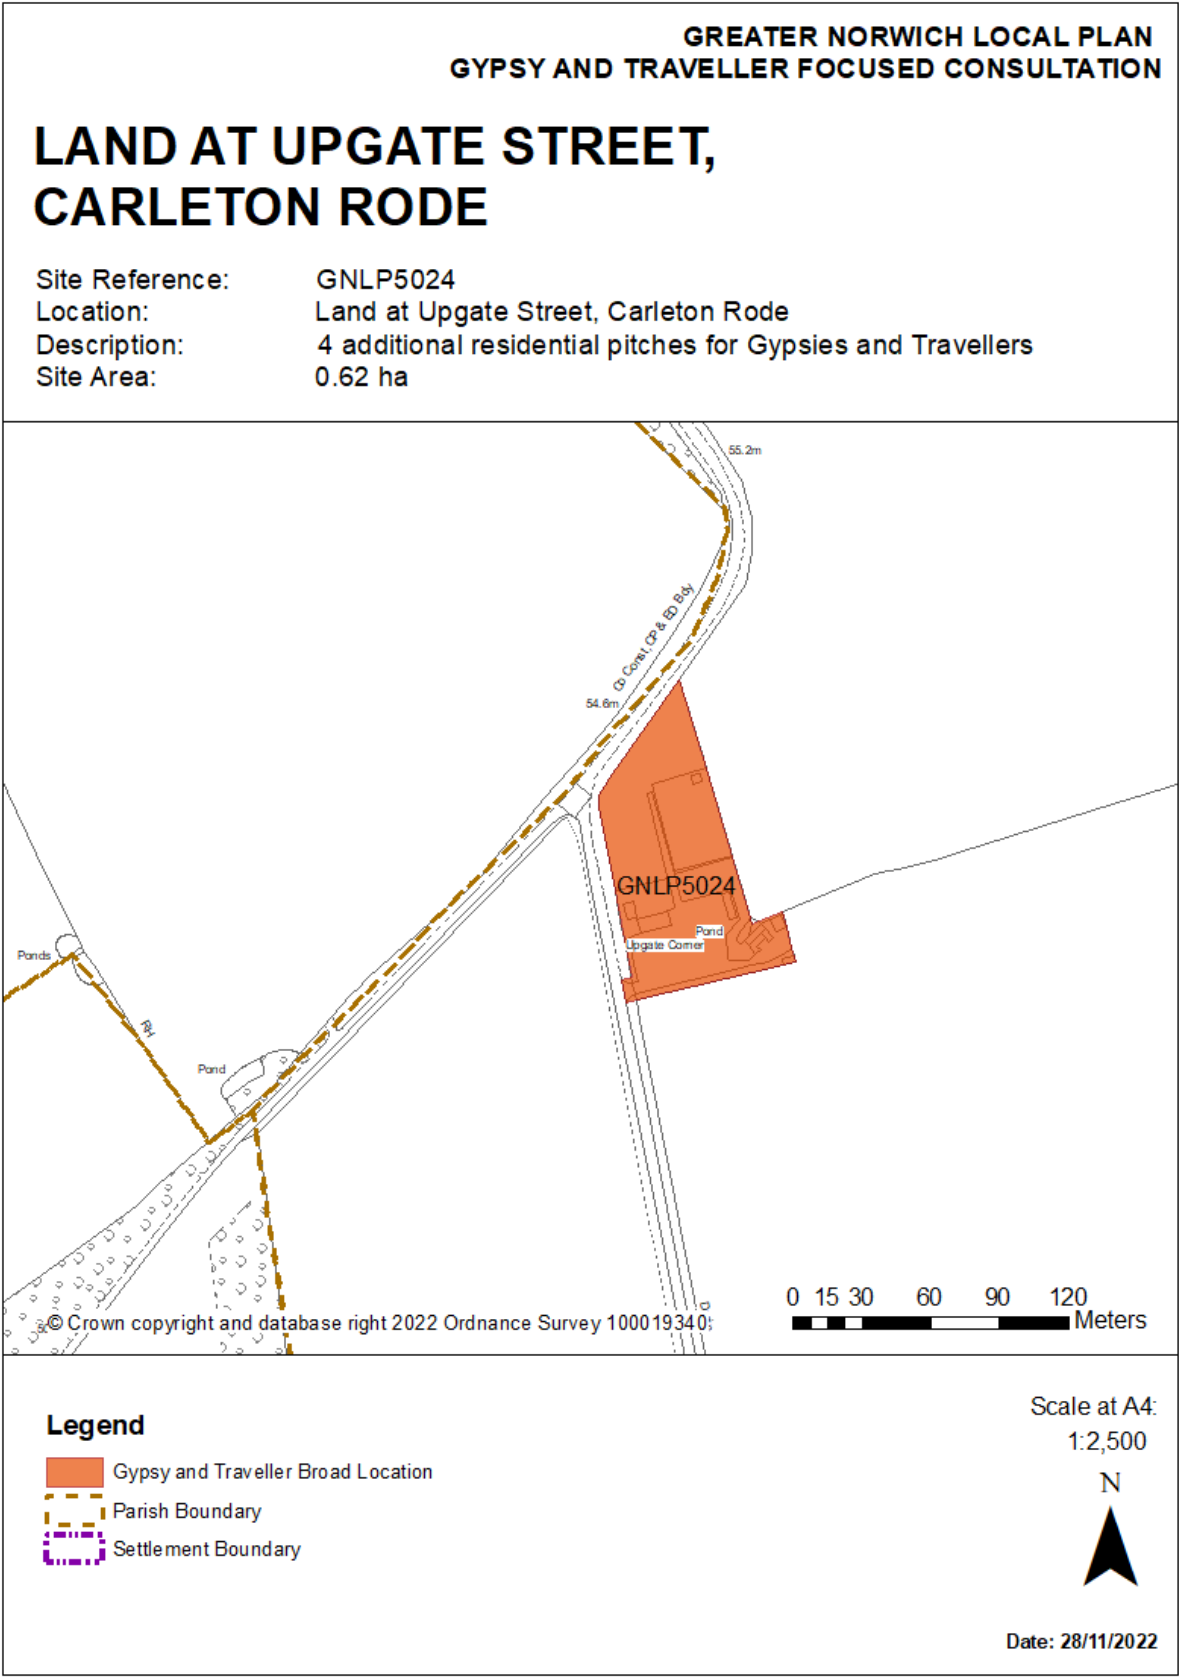 GREATER NORWICH LOCAL PLAN
GYPSY AND TRAVELLER FOCUSED CONSULTATION
LAND AT UPGATE STREET,
CARLETON RODE
Site Reference: GNLP5024
Location: Land at Upgate Street, Carleton Rode
Description: 4 additional residential pitches for Gypsies and Travellers
Site Area: 0.62 ha
55.2m
Co Const, CP & ED Bdy
54.6m
GNLP5024
Pond
Upgate Corner
Ponds
RH
Pond
0 15 30 60 90 120
Meters
© Crown copyright and database right 2022 Ordnance Survey 100019340
Legend
Gypsy and Traveller Broad Location
Parish Boundary
Settlement Boundary
Scale at A4:
1:2,500
N
Date: 28/11/2022